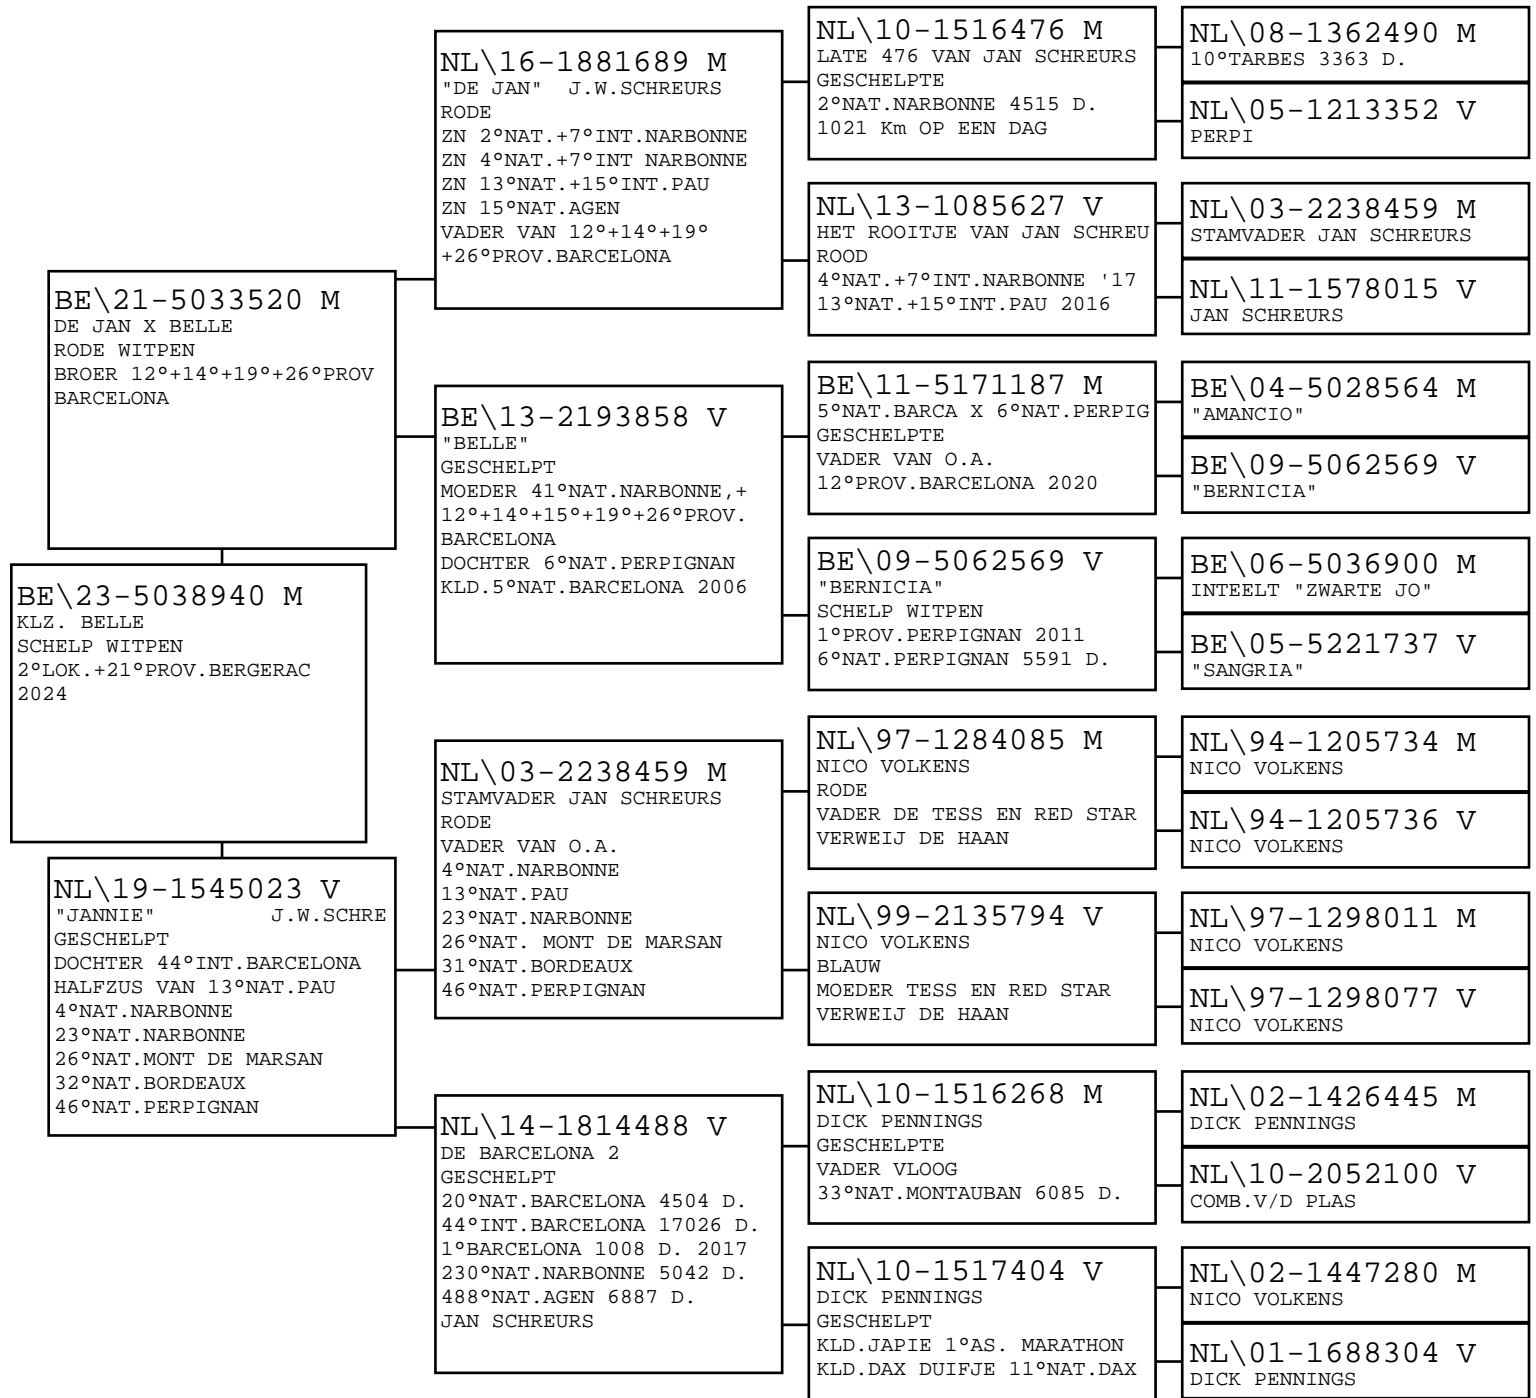 BE\23-5038940 M
KLZ. BELLE
SCHELP WITPEN
2°LOK.+21°PROV.BERGERAC
2024
BE\21-5033520 M
DE JAN X BELLE
RODE WITPEN
BROER 12°+14°+19°+26°PROV
BARCELONA
NL\19-1545023 V
"JANNIE" J.W.SCHRE
GESCHELPT
DOCHTER 44°INT.BARCELONA
HALFZUS VAN 13°NAT.PAU
4°NAT.NARBONNE
23°NAT.NARBONNE
26°NAT.MONT DE MARSAN
32°NAT.BORDEAUX
46°NAT.PERPIGNAN
NL\16-1881689 M
"DE JAN" J.W.SCHREURS
RODE
ZN 2°NAT.+7°INT.NARBONNE
ZN 4°NAT.+7°INT NARBONNE
ZN 13°NAT.+15°INT.PAU
ZN 15°NAT.AGEN
VADER VAN 12°+14°+19°
+26°PROV.BARCELONA
BE\13-2193858 V
"BELLE"
GESCHELPT
MOEDER 41°NAT.NARBONNE,+
12°+14°+15°+19°+26°PROV.
BARCELONA
DOCHTER 6°NAT.PERPIGNAN
KLD.5°NAT.BARCELONA 2006
NL\03-2238459 M
STAMVADER JAN SCHREURS
RODE
VADER VAN O.A.
4°NAT.NARBONNE
13°NAT.PAU
23°NAT.NARBONNE
26°NAT. MONT DE MARSAN
31°NAT.BORDEAUX
46°NAT.PERPIGNAN
NL\14-1814488 V
DE BARCELONA 2
GESCHELPT
20°NAT.BARCELONA 4504 D.
44°INT.BARCELONA 17026 D.
1°BARCELONA 1008 D. 2017
230°NAT.NARBONNE 5042 D.
488°NAT.AGEN 6887 D.
JAN SCHREURS
NL\10-1516476 M
LATE 476 VAN JAN SCHREURS
GESCHELPTE
2°NAT.NARBONNE 4515 D.
1021 Km OP EEN DAG
NL\13-1085627 V
HET ROOITJE VAN JAN SCHREU
ROOD
4°NAT.+7°INT.NARBONNE '17
13°NAT.+15°INT.PAU 2016
BE\11-5171187 M
5°NAT.BARCA X 6°NAT.PERPIG
GESCHELPTE
VADER VAN O.A.
12°PROV.BARCELONA 2020
BE\09-5062569 V
"BERNICIA"
SCHELP WITPEN
1°PROV.PERPIGNAN 2011
6°NAT.PERPIGNAN 5591 D.
NL\97-1284085 M
NICO VOLKENS
RODE
VADER DE TESS EN RED STAR
VERWEIJ DE HAAN
NL\99-2135794 V
NICO VOLKENS
BLAUW
MOEDER TESS EN RED STAR
VERWEIJ DE HAAN
NL\10-1516268 M
DICK PENNINGS
GESCHELPTE
VADER VLOOG
33°NAT.MONTAUBAN 6085 D.
NL\10-1517404 V
DICK PENNINGS
GESCHELPT
KLD.JAPIE 1°AS. MARATHON
KLD.DAX DUIFJE 11°NAT.DAX
NL\08-1362490 M
10°TARBES 3363 D.
NL\05-1213352 V
PERPI
NL\03-2238459 M
STAMVADER JAN SCHREURS
NL\11-1578015 V
JAN SCHREURS
BE\04-5028564 M
"AMANCIO"
BE\09-5062569 V
"BERNICIA"
BE\06-5036900 M
INTEELT "ZWARTE JO"
BE\05-5221737 V
"SANGRIA"
NL\94-1205734 M
NICO VOLKENS
NL\94-1205736 V
NICO VOLKENS
NL\97-1298011 M
NICO VOLKENS
NL\97-1298077 V
NICO VOLKENS
NL\02-1426445 M
DICK PENNINGS
NL\10-2052100 V
COMB.V/D PLAS
NL\02-1447280 M
NICO VOLKENS
NL\01-1688304 V
DICK PENNINGS